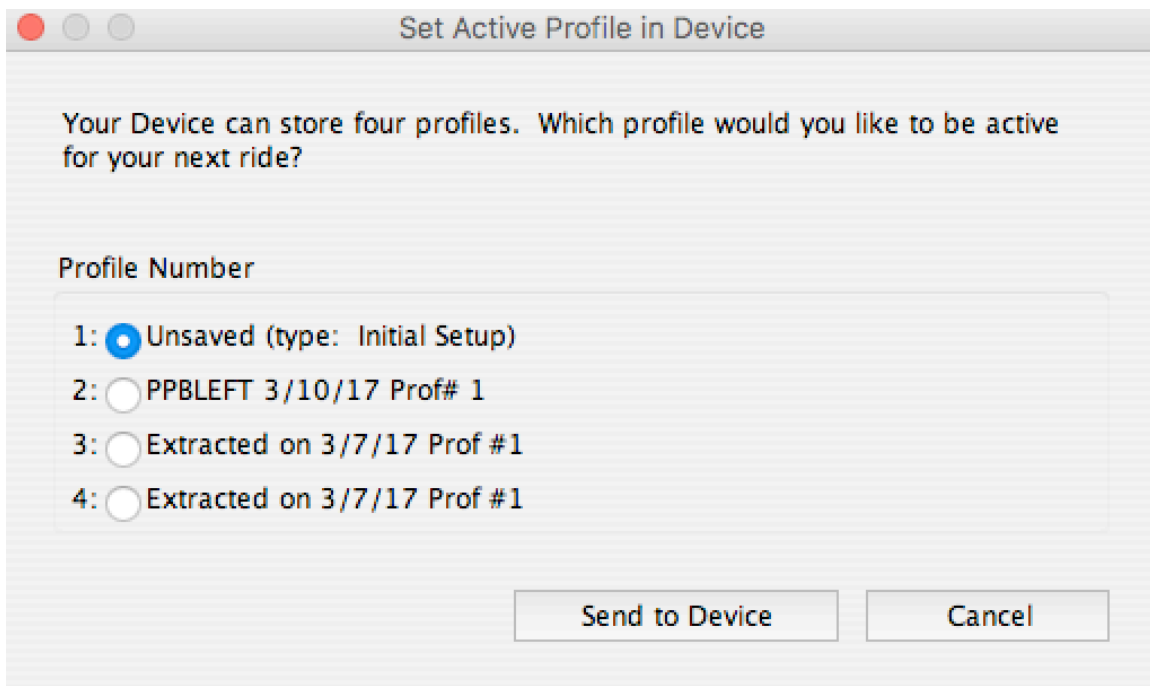 Set Active Profile in Device
Your Device can store four profiles.  Which profile would you like to be active
for your next ride?
Profile Number
1: Unsaved (type:  Initial Setup)
2: PPBLEFT 3/10/17 Prof# 1
3: Extracted on 3/7/17 Prof #1
4: Extracted on 3/7/17 Prof #1
Send to Device Cancel